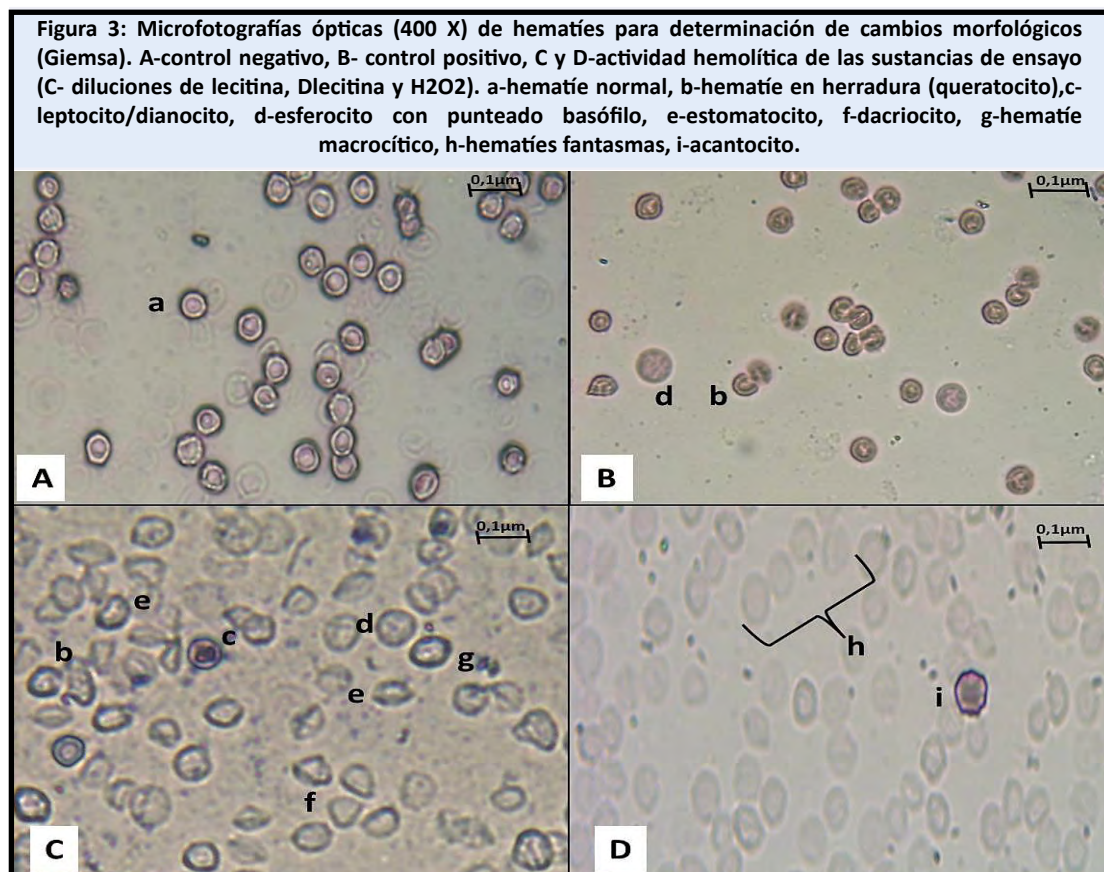 Figura 3: Microfotografías ópticas (400 X) de hematíes para determinación de cambios morfológicos
(Giemsa). A-control negativo, B- control positivo, C y D-actividad hemolítica de las sustancias de ensayo
(C- diluciones de lecitina, Dlecitina y H2O2). a-hematíe normal, b-hematíe en herradura (queratocito),c-
leptocito/dianocito, d-esferocito con punteado basófilo, e-estomatocito, f-dacriocito, g-hematíe
macrocítico, h-hematíes fantasmas, i-acantocito.
0,1µm
a
A
0,1µm
d
b
B
0,1µm
e
c
d
b
g
e
f
C
0,1µm
h
i
D